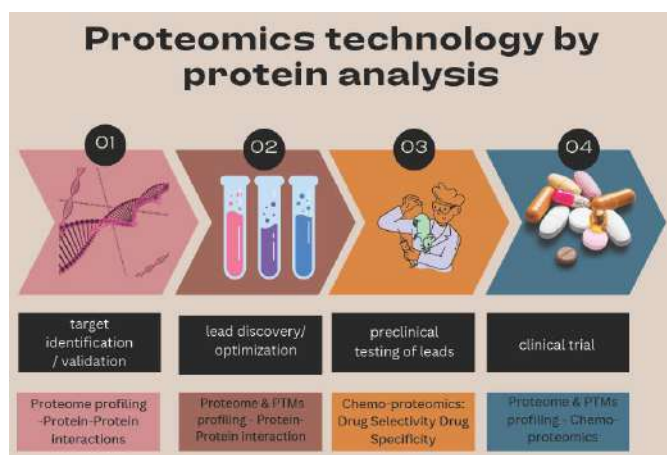 Proteomics technology by
protein analysis
01
02
03
04
target
identification
/ validation
lead discovery/
optimization
preclinical
testing of leads
clinical trial
Proteome profiling
-Protein-Protein
interactions
Proteome & PTMs
profiling - Protein-
Protein interaction
Chemo-proteomics:
Drug Selectivity Drug
Specificity
Proteome & PTMs
profiling - Chemo-
proteomics